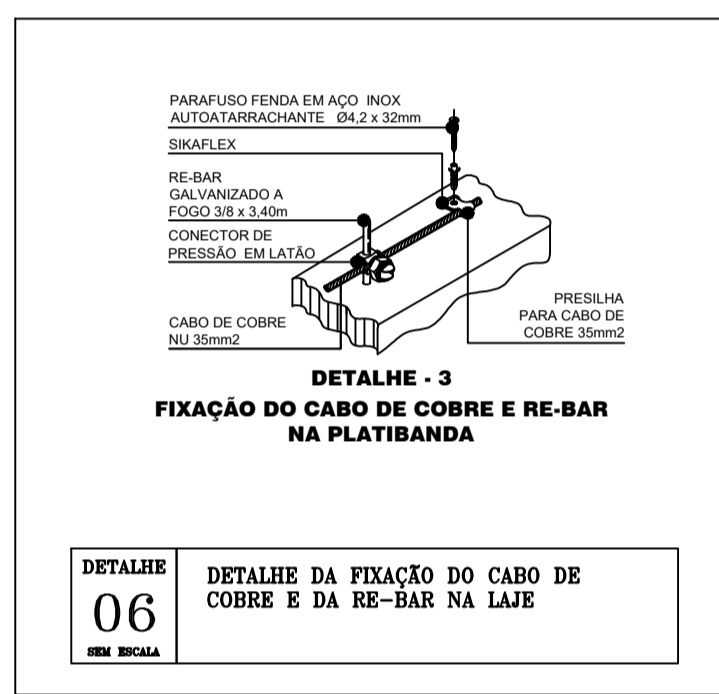 PARAFUSO FENDA EM AÇO INOX
AUTOATARRACHANTE Ø4,2 x 32mm
SIKAFLEX
RE-BAR
GALVANIZADO A
FOGO 3/8 x 3,40m
CONECTOR DE
PRESSÃO EM LATÃO
CABO DE COBRE
NU 35mm2
PRESILHA
PARA CABO DE
COBRE 35mm2
DETALHE - 3
FIXAÇÃO DO CABO DE COBRE E RE-BAR
NA PLATIBANDA
DETALHE
06
SEM ESCALA
DETALHE DA FIXAÇÃO DO CABO DE
COBRE E DA RE-BAR NA LAJE